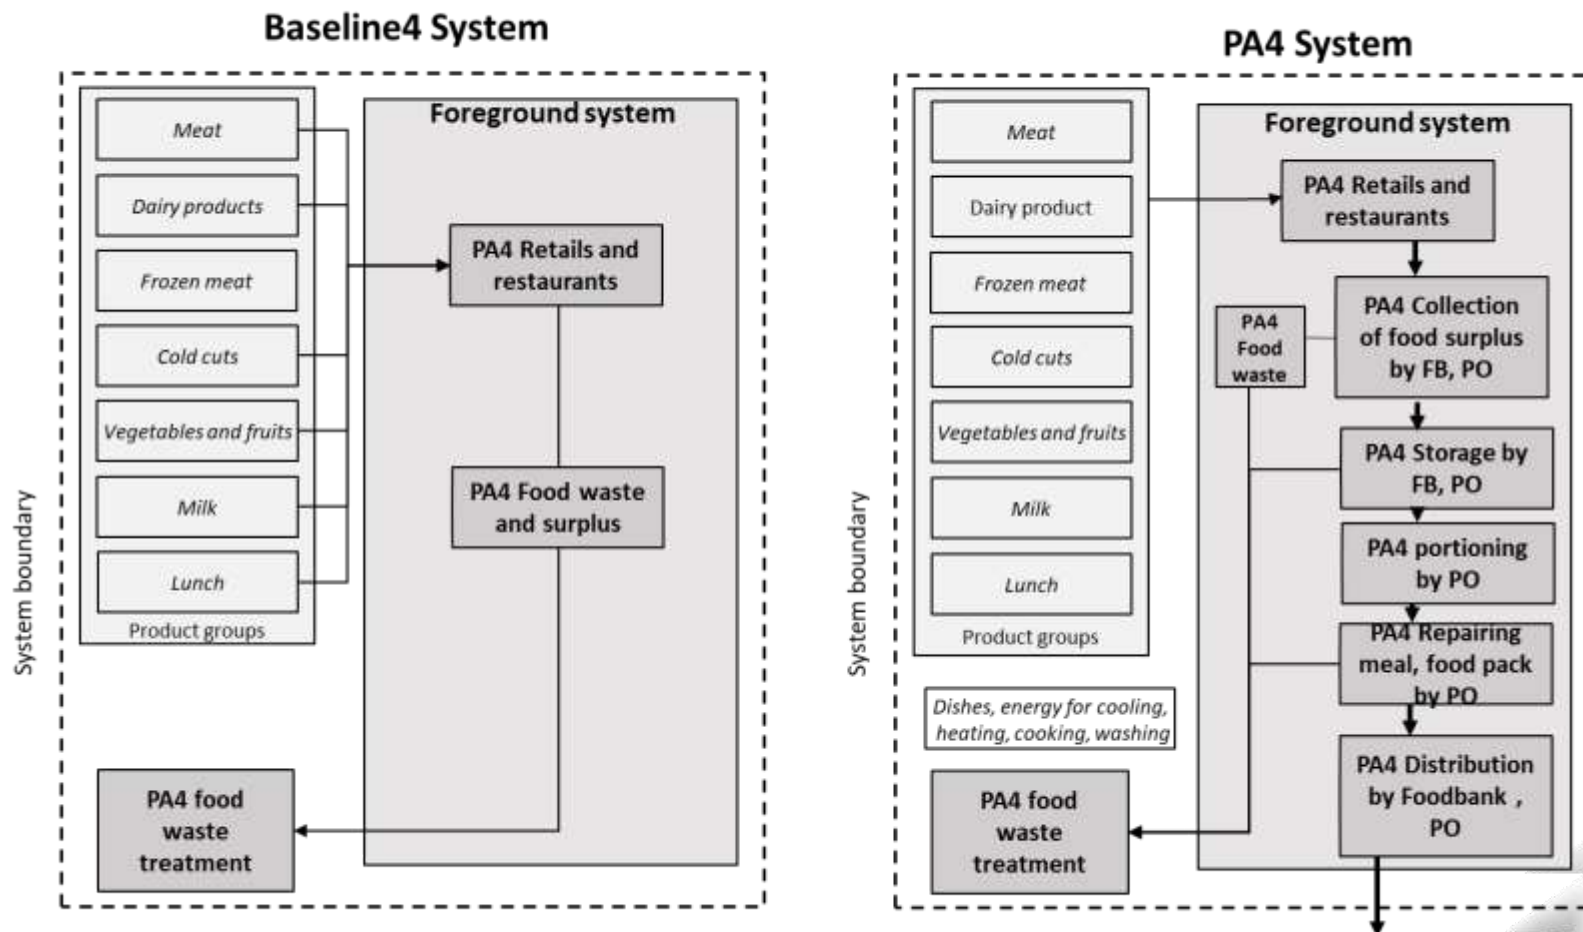 Baseline4 System
System boundary
Meat
Dairy products
Frozen meat
Cold cuts
Vegetables and fruits
Milk
Lunch
Product groups
Foreground system
PA4 Retails and
restaurants
PA4 Food waste
and surplus
PA4 food
waste
treatment
PA4 System
System boundary
Meat
Dairy product
Frozen meat
Cold cuts
Vegetables and fruits
Milk
Lunch
Product groups
Dishes, energy for cooling,
heating, cooking, washing
PA4 food
waste
treatment
Foreground system
PA4 Retails and
restaurants
PA4 Collection
of food surplus
by FB, PO
PA4
Food
waste
PA4 Storage by
FB, PO
PA4 portioning
by PO
PA4 Repairing
meal, food pack
by PO
PA4 Distribution
by Foodbank ,
PO